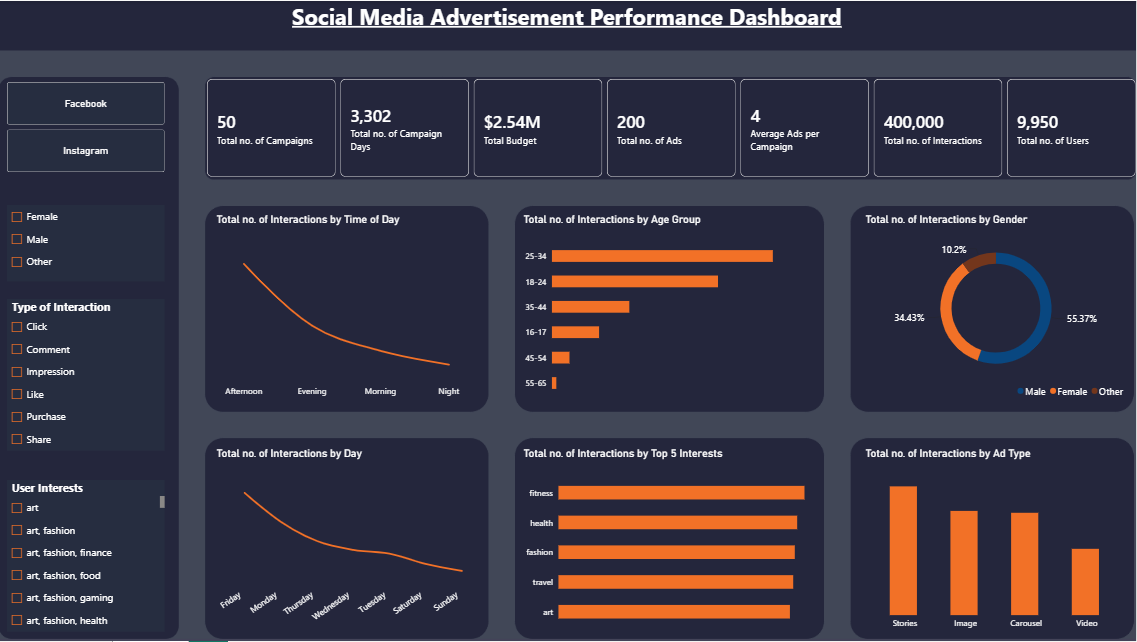 Social Media Advertisement Performance Dashboard
Facebook
Instagram
Female
Male
Other
Type of Interaction
Click
Comment
Impression
Like
Purchase
Share
User Interests
art
art, fashion
art, fashion, finance
art, fashion, food
art, fashion, gaming
art, fashion, health
50
Total no. of Campaigns
3,302
Total no. of Campaign
Days
$2.54M
Total Budget
200
Total no. of Ads
4
Average Ads per
Campaign
400,000
Total no. of Interactions
9,950
Total no. of Users
Total no. of Interactions by Time of Day
Afternoon
Evening
Morning
Night
Total no. of Interactions by Age Group
25-34
18-24
35-44
16-17
45-54
55-65
Total no. of Interactions by Gender
10.2%
34.43%
55.37%
Male
Female
Other
Total no. of Interactions by Day
Friday
Monday
Thursday
Wednesday
Tuesday
Saturday
Sunday
Total no. of Interactions by Top 5 Interests
fitness
health
fashion
travel
art
Total no. of Interactions by Ad Type
Stories
Image
Carousel
Video